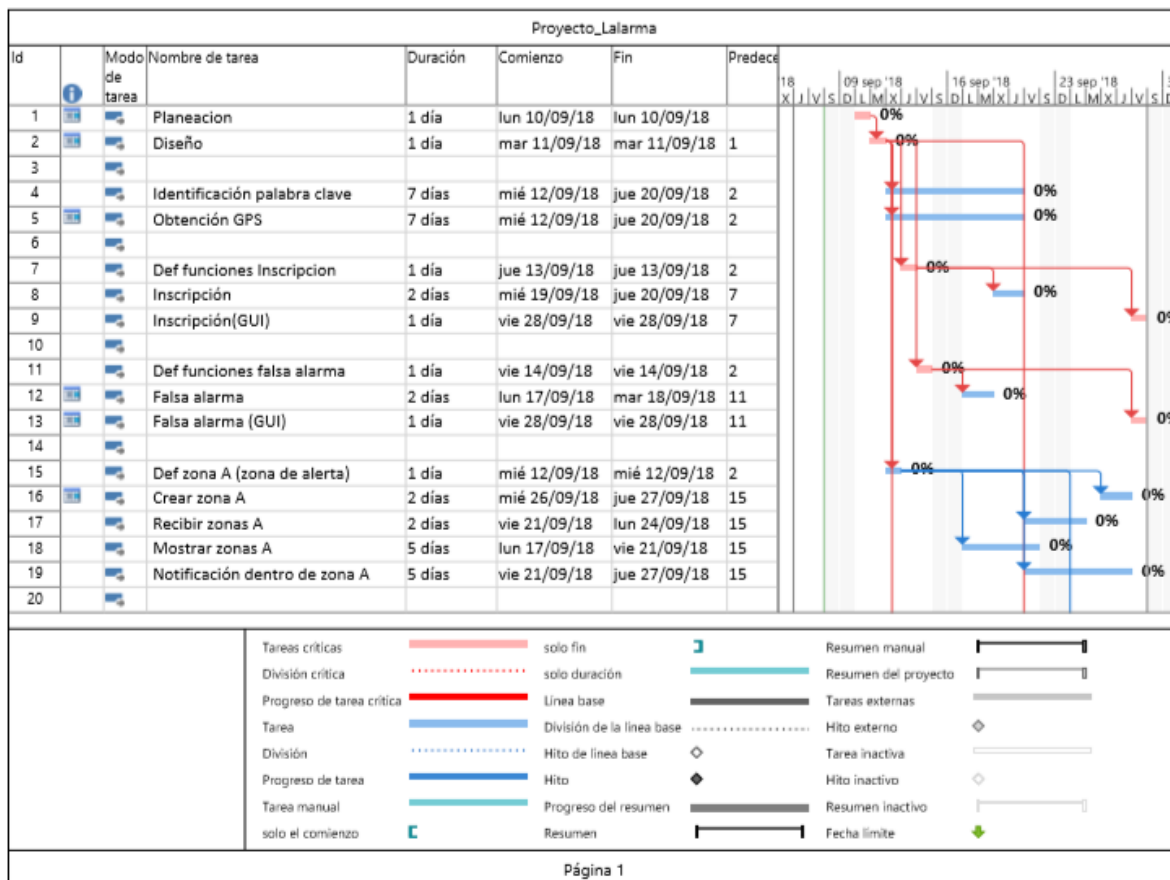 Proyecto_Lalarma
Id Modo de tarea Nombre de tarea Duración Comienzo Fin Predece
18 09 sep '18 16 sep '18 23 sep '18 3
X J V S D L M X J V S D L M X J V S D L M X J V S D
1 Planeacion 1 día lun 10/09/18 lun 10/09/18 0%
2 Diseño 1 día mar 11/09/18 mar 11/09/18 1 0%
3
4 Identificación palabra clave 7 días mié 12/09/18 jue 20/09/18 2 0%
5 Obtención GPS 7 días mié 12/09/18 jue 20/09/18 2 0%
6
7 Def funciones Inscripcion 1 día jue 13/09/18 jue 13/09/18 2 0%
8 Inscripción 2 días mié 19/09/18 jue 20/09/18 7 0%
9 Inscripción(GUI) 1 día vie 28/09/18 vie 28/09/18 7 0%
10
11 Def funciones falsa alarma 1 día vie 14/09/18 vie 14/09/18 2 0%
12 Falsa alarma 2 días lun 17/09/18 mar 18/09/18 11 0%
13 Falsa alarma (GUI) 1 día vie 28/09/18 vie 28/09/18 11 0%
14
15 Def zona A (zona de alerta) 1 día mié 12/09/18 mié 12/09/18 2 0%
16 Crear zona A 2 días mié 26/09/18 jue 27/09/18 15 0%
17 Recibir zonas A 2 días vie 21/09/18 lun 24/09/18 15 0%
18 Mostrar zonas A 5 días lun 17/09/18 vie 21/09/18 15 0%
19 Notificación dentro de zona A 5 días vie 21/09/18 jue 27/09/18 15 0%
20
Tareas críticas solo fin Resumen manual
División crítica solo duración Resumen del proyecto
Progreso de tarea crítica Línea base Tareas externas
Tarea División de la línea base Hito externo
División Hito de línea base Tarea inactiva
Progreso de tarea Hito Hito inactivo
Tarea manual Progreso del resumen Resumen inactivo
solo el comienzo Resumen Fecha límite
Página 1